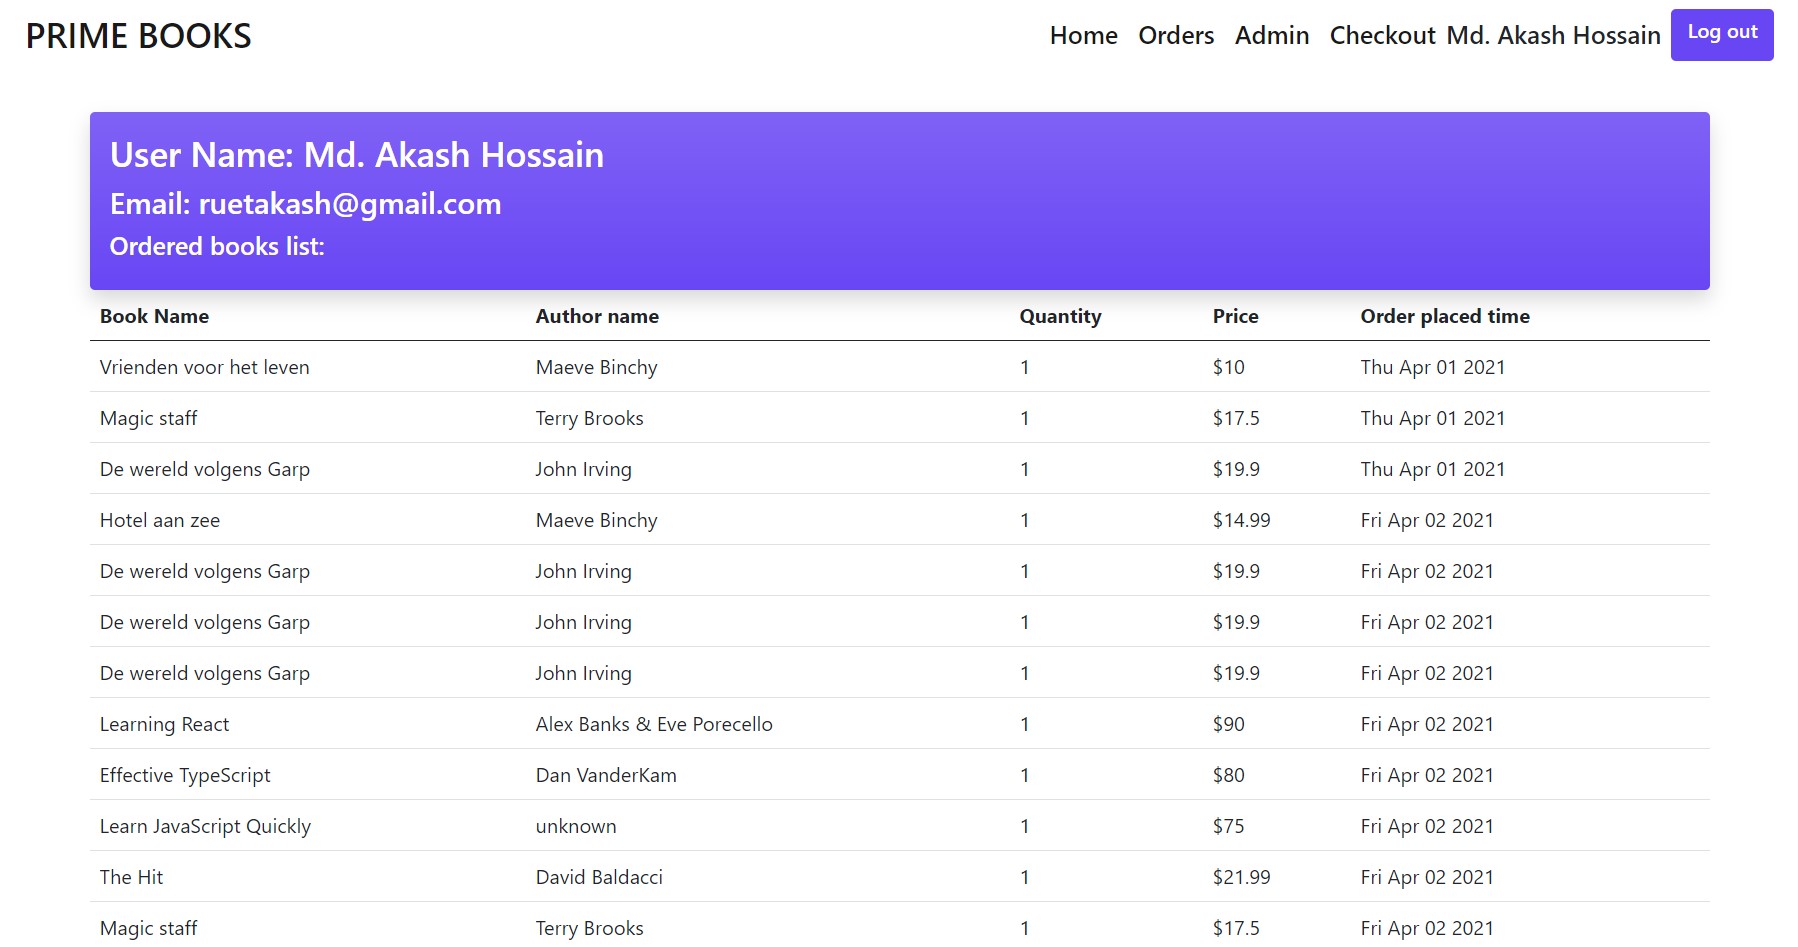 PRIME BOOKS Home Orders Admin Checkout Md. Akash Hossain Log out
User Name: Md. Akash Hossain
Email: ruetakash@gmail.com
Ordered books list:
Book Name Author name Quantity Price Order placed time
Vrienden voor het leven Maeve Binchy 1 $10 Thu Apr 01 2021
Magic staff Terry Brooks 1 $17.5 Thu Apr 01 2021
De wereld volgens Garp John Irving 1 $19.9 Thu Apr 01 2021
Hotel aan zee Maeve Binchy 1 $14.99 Fri Apr 02 2021
De wereld volgens Garp John Irving 1 $19.9 Fri Apr 02 2021
De wereld volgens Garp John Irving 1 $19.9 Fri Apr 02 2021
De wereld volgens Garp John Irving 1 $19.9 Fri Apr 02 2021
Learning React Alex Banks & Eve Porecello 1 $90 Fri Apr 02 2021
Effective TypeScript Dan VanderKam 1 $80 Fri Apr 02 2021
Learn JavaScript Quickly unknown 1 $75 Fri Apr 02 2021
The Hit David Baldacci 1 $21.99 Fri Apr 02 2021
Magic staff Terry Brooks 1 $17.5 Fri Apr 02 2021